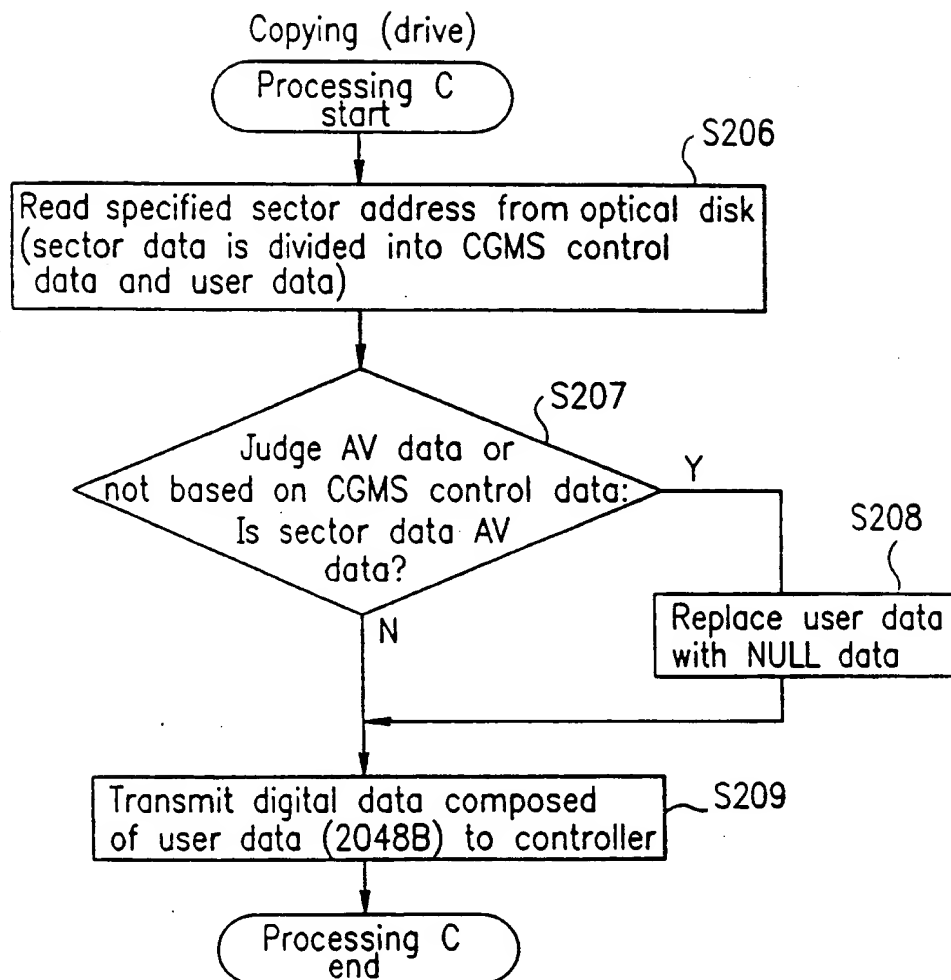 Copying (drive)
Processing C
start
S206
Read specified sector address from optical disk
(sector data is divided into CGMS control
data and user data)
S207
Judge AV data or
not based on CGMS control data:
Is sector data AV
data?
Y
S208
Replace user data
with NULL data
N
Transmit digital data composed
of user data (2048B) to controller
S209
Processing C
end